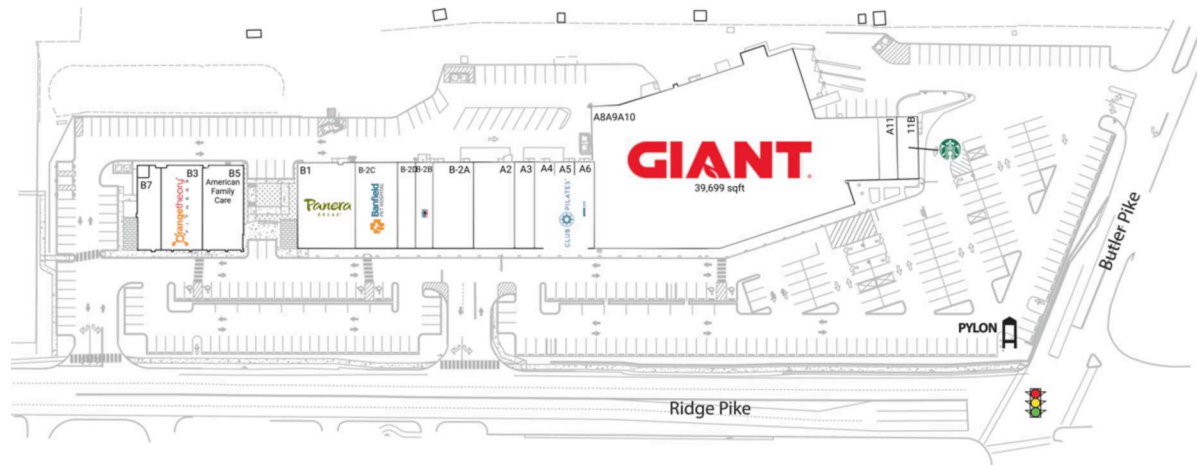 A8A9A10
GIANT
39,699 sqft
A11
11B
B7
B3
Orangetheory
FITNESS
B5
American
Family
Care
B1
Panera
BREAD
B-2C
Banfield
PET HOSPITAL
B-2D
B-2B
B-2A
A2
A3
A4
A5
CLUB PILATES
A6
Butler Pike
PYLON
Ridge Pike